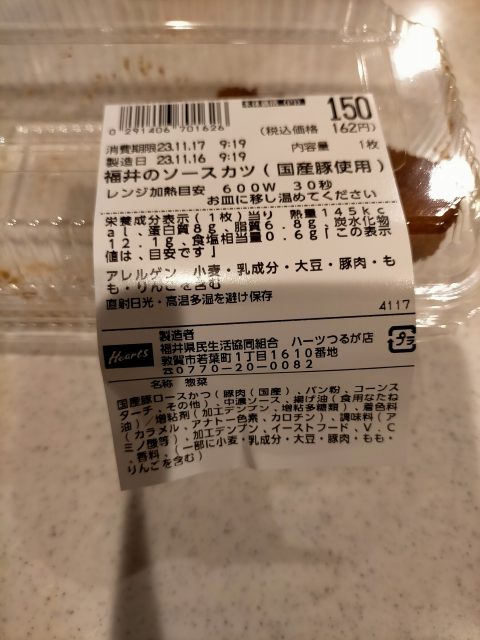 本体価格(円)
150
(税込価格 162円)
0291406701626
消費期限23.11.17 9:19
内容量 1枚
製造日 23.11.16 9:19
福井のソースカツ(国産豚使用)
レンジ加熱目安 600W 30秒
お皿に移し温めてください
栄養成分表示(1枚)当り 熱量145kc
al、蛋白質8g、脂質6.8g、炭水化物
12.1g、食塩相当量0.6g「この表示
値は、目安です」
アレルゲン 小麦・乳成分・大豆・豚肉・も
も・りんごを含む
直射日光・高温多湿を避け保存
4117
Hearts
製造者
福井県民生活協同組合 ハーツつるが店
敦賀市若葉町1丁目1610番地
☎0770-20-0082
プラ
名称 惣菜
国産豚ロースかつ(豚肉(国産)、パン粉、コーンス
ターチ、その他)、中濃ソース、揚げ油(食用なたね
油)/増粘剤(加工デンプン、増粘多糖類)、着色料
(カラメル、アナトー色素、カロチン)、調味料(ア
ミノ酸等)、加工デンプン、イーストフード、V.C
、香料、(一部に小麦・乳成分・大豆・豚肉・もも・
りんごを含む)